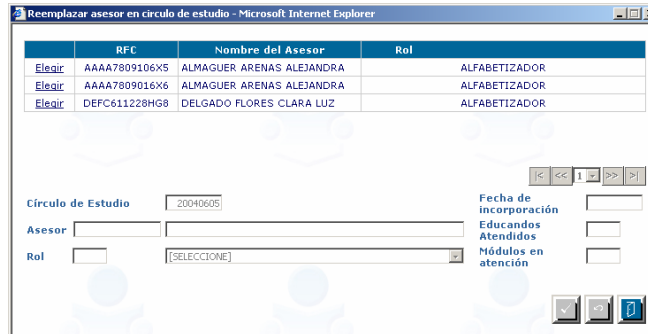 Reemplazar asesor en circulo de estudio - Microsoft Internet Explorer
RFC Nombre del Asesor Rol
Elegir AAAA7809106X5 ALMAGUER ARENAS ALEJANDRA ALFABETIZADOR
Elegir AAAA7809016X6 ALMAGUER ARENAS ALEJANDRA ALFABETIZADOR
Elegir DEFC611228HG8 DELGADO FLORES CLARA LUZ ALFABETIZADOR
|< << 1 >> >|
Círculo de Estudio 20040605 Fecha de incorporación
Asesor Educandos Atendidos
Rol [SELECCIONE] Módulos en atención